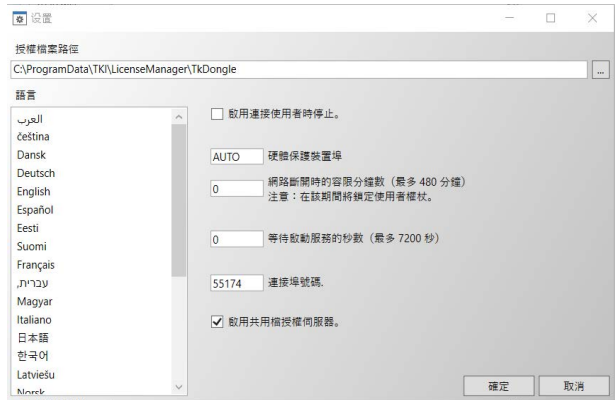 设置
授權檔案路徑
C:\ProgramData\TKI\LicenseManager\TkDongle
...
語言
العرب
čeština
Dansk
Deutsch
English
Español
Eesti
Suomi
Français
עברית,
Magyar
Italiano
日本語
한국어
Latviešu
Norsk
啟用連接使用者時停止。
AUTO 硬體保護裝置埠
0 網路斷開時的容限分鐘數（最多 480 分鐘）
注意：在該期間將鎖定使用者權杖。
0 等待啟動服務的秒數（最多 7200 秒）
55174 連接埠號碼.
啟用共用檔授權伺服器。
確定 取消